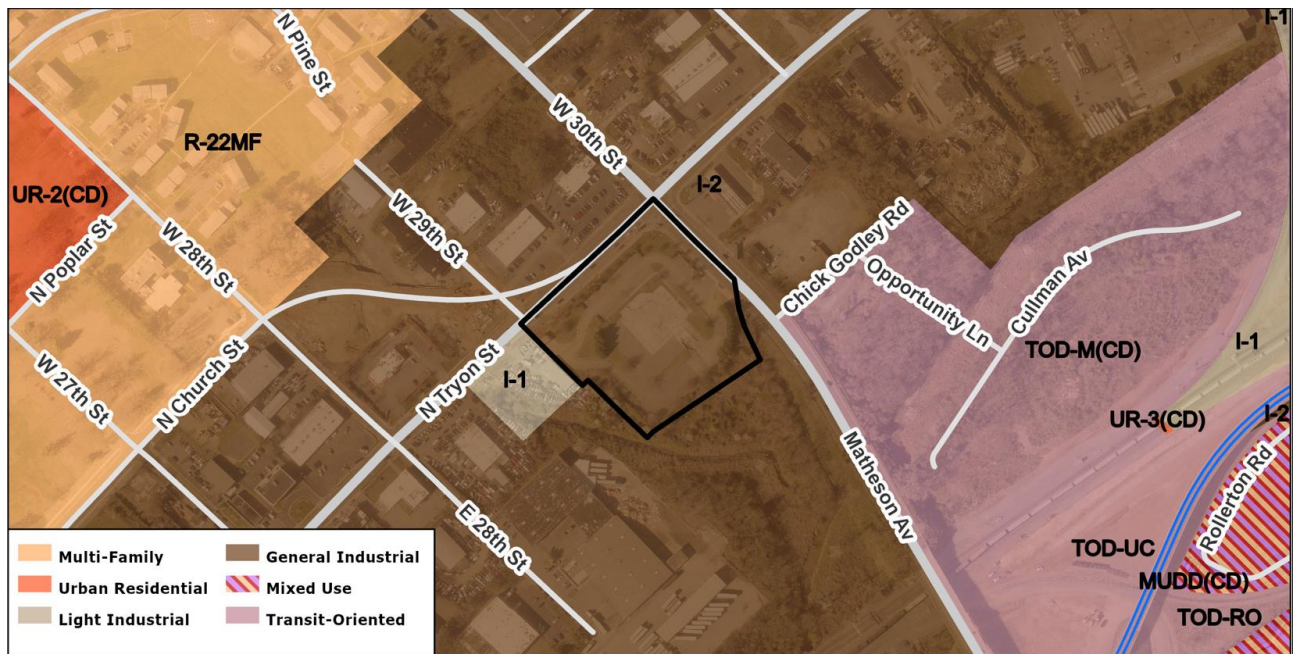 I-1
N Pine St
R-22MF
W 30th St
I-2
UR-2(CD)
W 29th St
Chick Godley Rd
N Poplar St
W 28th St
Opportunity Ln
Cullman Av
TOD-M(CD)
I-1
W 27th St
N Church St
N Tryon St
I-1
UR-3(CD)
I-2
Matheson Av
Rollerton Rd
E 28th St
TOD-UC
MUDD(CD)
TOD-RO
Multi-Family
General Industrial
Urban Residential
Mixed Use
Light Industrial
Transit-Oriented